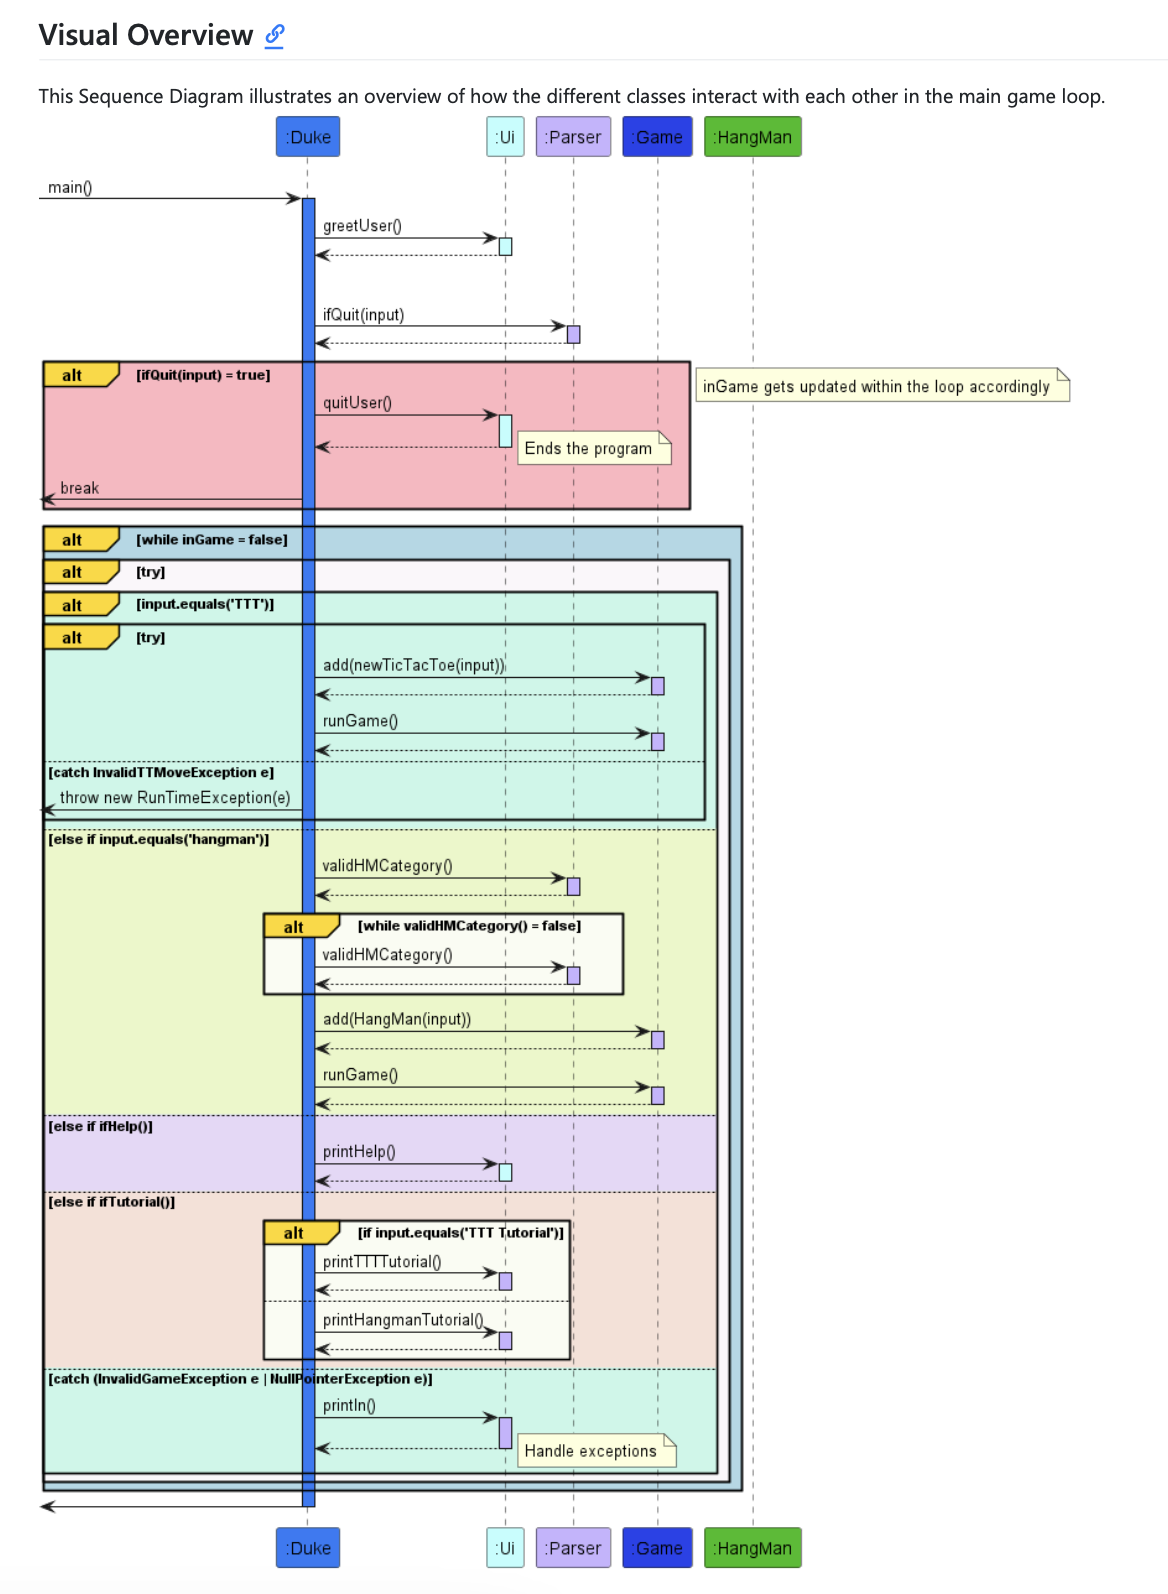 Visual Overview
This Sequence Diagram illustrates an overview of how the different classes interact with each other in the main game loop.
:Duke :Ui :Parser :Game :HangMan
main()
greetUser()
ifQuit(input)
alt [ifQuit(input) = true]
inGame gets updated within the loop accordingly
quitUser()
Ends the program
break
alt [while inGame = false]
alt [try]
alt [input.equals('TTT')]
alt [try]
add(newTicTacToe(input))
runGame()
[catch InvalidTTMoveException e]
throw new RunTimeException(e)
[else if input.equals('hangman')]
validHMCategory()
alt [while validHMCategory() = false]
validHMCategory()
add(HangMan(input))
runGame()
[else if ifHelp()]
printHelp()
[else if ifTutorial()]
alt [if input.equals('TTT Tutorial')]
printTTTTutorial()
printHangmanTutorial()
[catch (InvalidGameException e | NullPointerException e)]
println()
Handle exceptions
:Duke :Ui :Parser :Game :HangMan